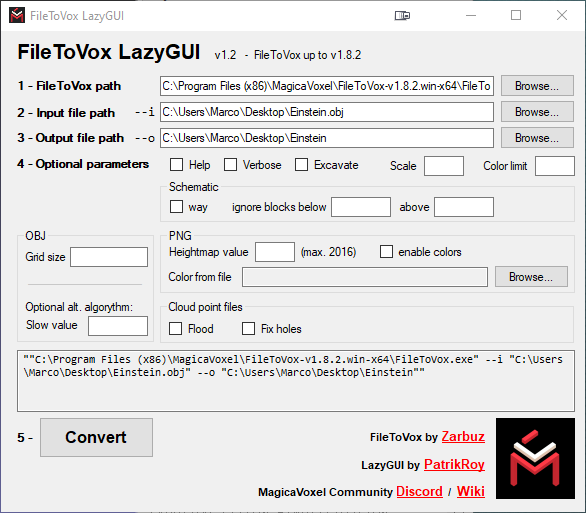 FileToVox LazyGUI
FileToVox LazyGUI v1.2 - FileToVox up to v1.8.2
1 - FileToVox path C:\Program Files (x86)\MagicaVoxel\FileToVox-v1.8.2.win-x64\FileTo Browse...
2 - Input file path --i C:\Users\Marco\Desktop\Einstein.obj Browse...
3 - Output file path --o C:\Users\Marco\Desktop\Einstein Browse...
4 - Optional parameters Help Verbose Excavate Scale Color limit
Schematic
way ignore blocks below above
OBJ
Grid size
Optional alt. algorythm:
Slow value
PNG
Heightmap value (max. 2016) enable colors
Color from file Browse...
Cloud point files
Flood Fix holes
""C:\Program Files (x86)\MagicaVoxel\FileToVox-v1.8.2.win-x64\FileToVox.exe" --i "C:\Users
\Marco\Desktop\Einstein.obj" --o "C:\Users\Marco\Desktop\Einstein""
5 - Convert
FileToVox by Zarbuz
LazyGUI by PatrikRoy
MagicaVoxel Community Discord / Wiki